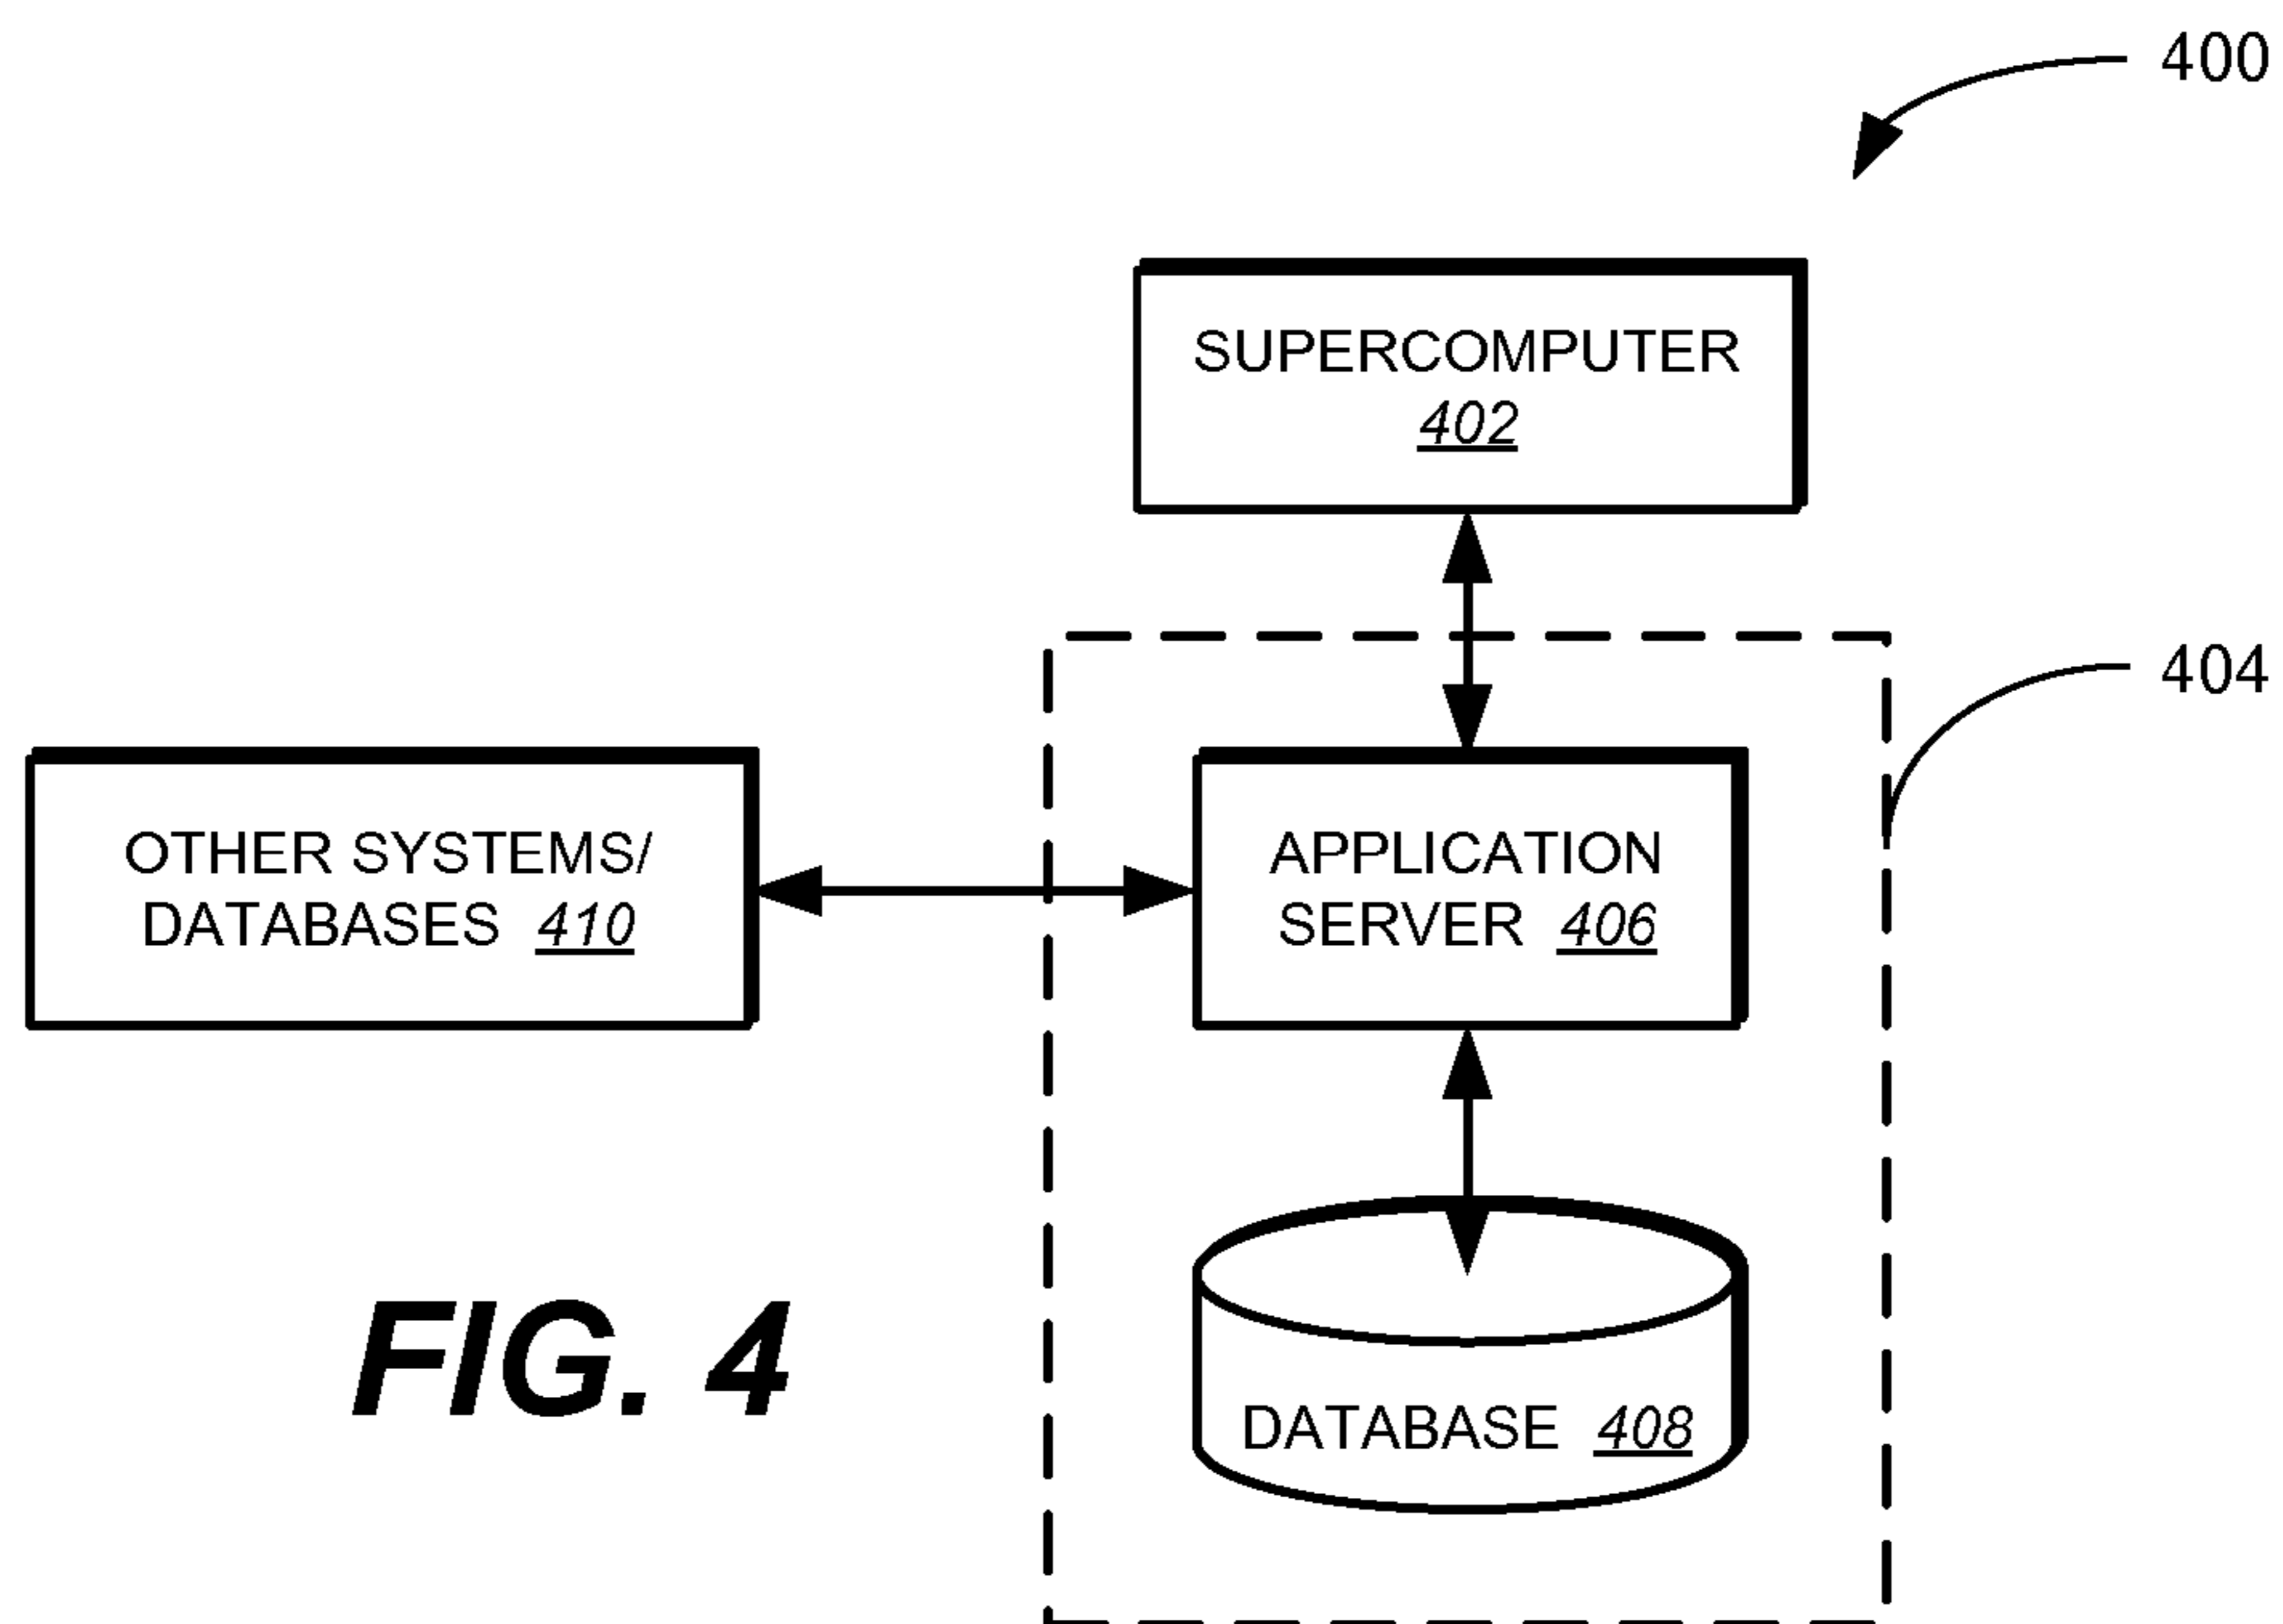 400
SUPERCOMPUTER
402
404
OTHER SYSTEMS/
DATABASES 410
APPLICATION
SERVER 406
DATABASE 408
FIG. 4